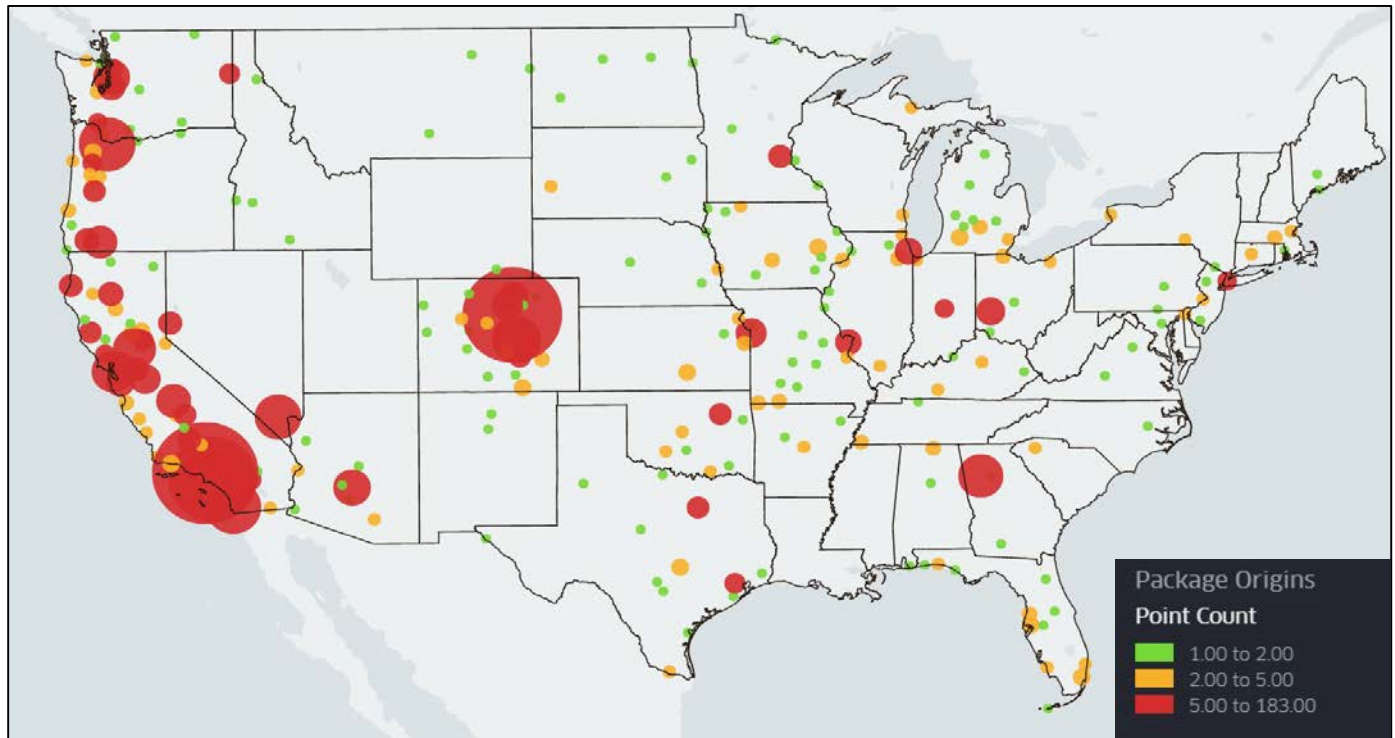 Package Origins
Point Count
1.00 to 2.00
2.00 to 5.00
5.00 to 183.00